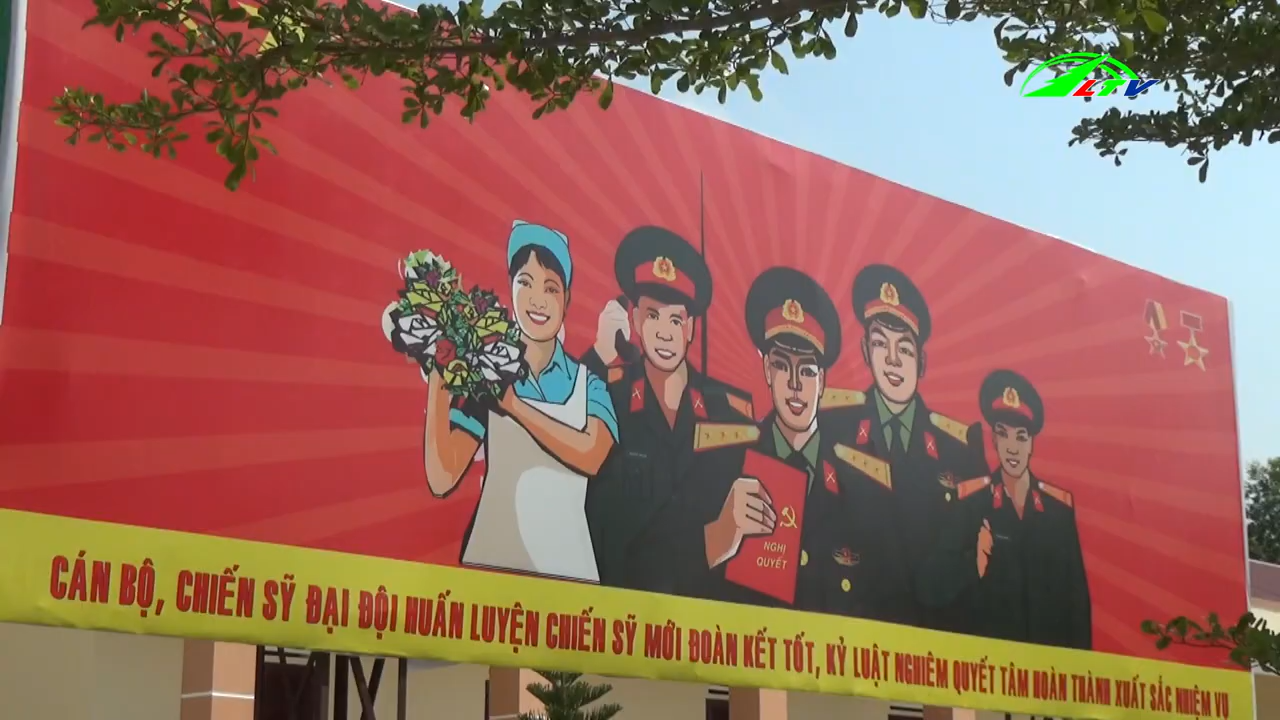 LTV
NGHỊ
QUYẾT
CÁN BỘ, CHIẾN SỸ ĐẠI ĐỘI HUẤN LUYỆN CHIẾN SỸ MỚI ĐOÀN KẾT TỐT, KỶ LUẬT NGHIÊM QUYẾT TÂM HOÀN THÀNH XUẤT SẮC NHIỆM VỤ